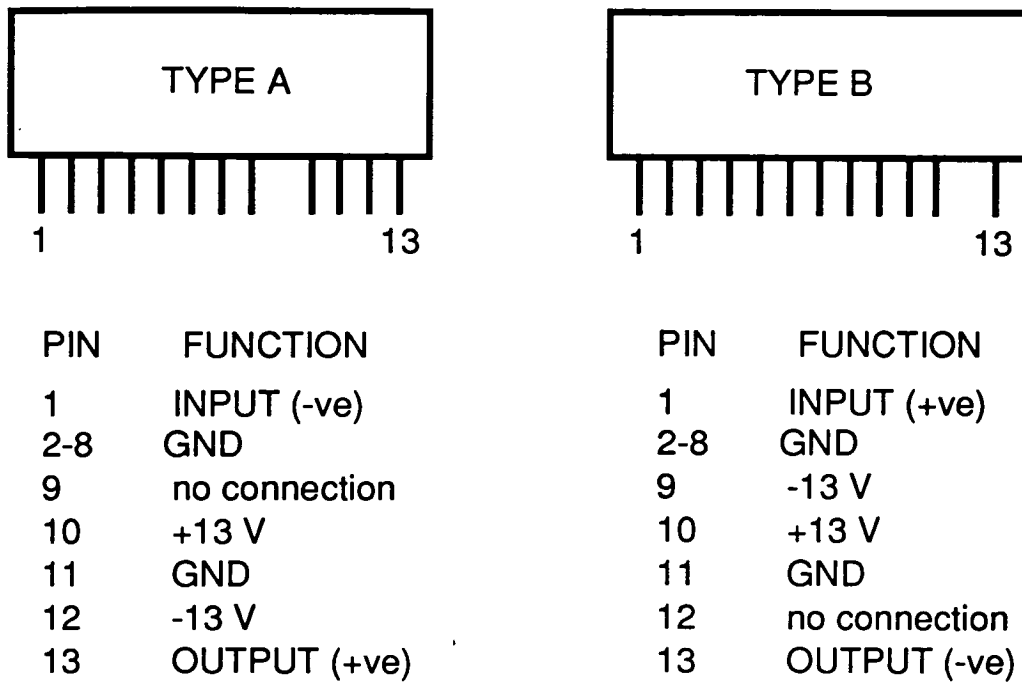 TYPE A
1 13
PIN FUNCTION
1 INPUT (-ve)
2-8 GND
9 no connection
10 +13 V
11 GND
12 -13 V
13 OUTPUT (+ve)
TYPE B
1 13
PIN FUNCTION
1 INPUT (+ve)
2-8 GND
9 -13 V
10 +13 V
11 GND
12 no connection
13 OUTPUT (-ve)